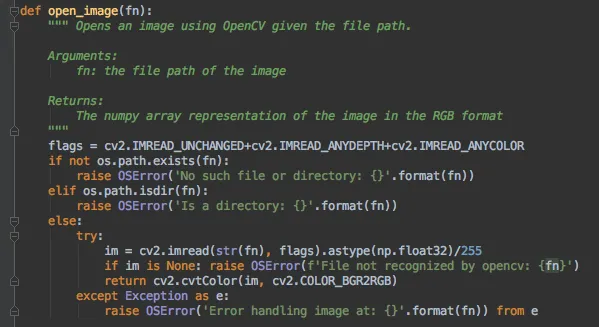 def open_image(fn):
    """ Opens an image using OpenCV given the file path.

    Arguments:
        fn: the file path of the image

    Returns:
        The numpy array representation of the image in the RGB format
    """
    flags = cv2.IMREAD_UNCHANGED+cv2.IMREAD_ANYDEPTH+cv2.IMREAD_ANYCOLOR
    if not os.path.exists(fn):
        raise OSError('No such file or directory: {}'.format(fn))
    elif os.path.isdir(fn):
        raise OSError('Is a directory: {}'.format(fn))
    else:
        try:
            im = cv2.imread(str(fn), flags).astype(np.float32)/255
            if im is None: raise OSError(f'File not recognized by opencv: {fn}')
            return cv2.cvtColor(im, cv2.COLOR_BGR2RGB)
        except Exception as e:
            raise OSError('Error handling image at: {}'.format(fn)) from e